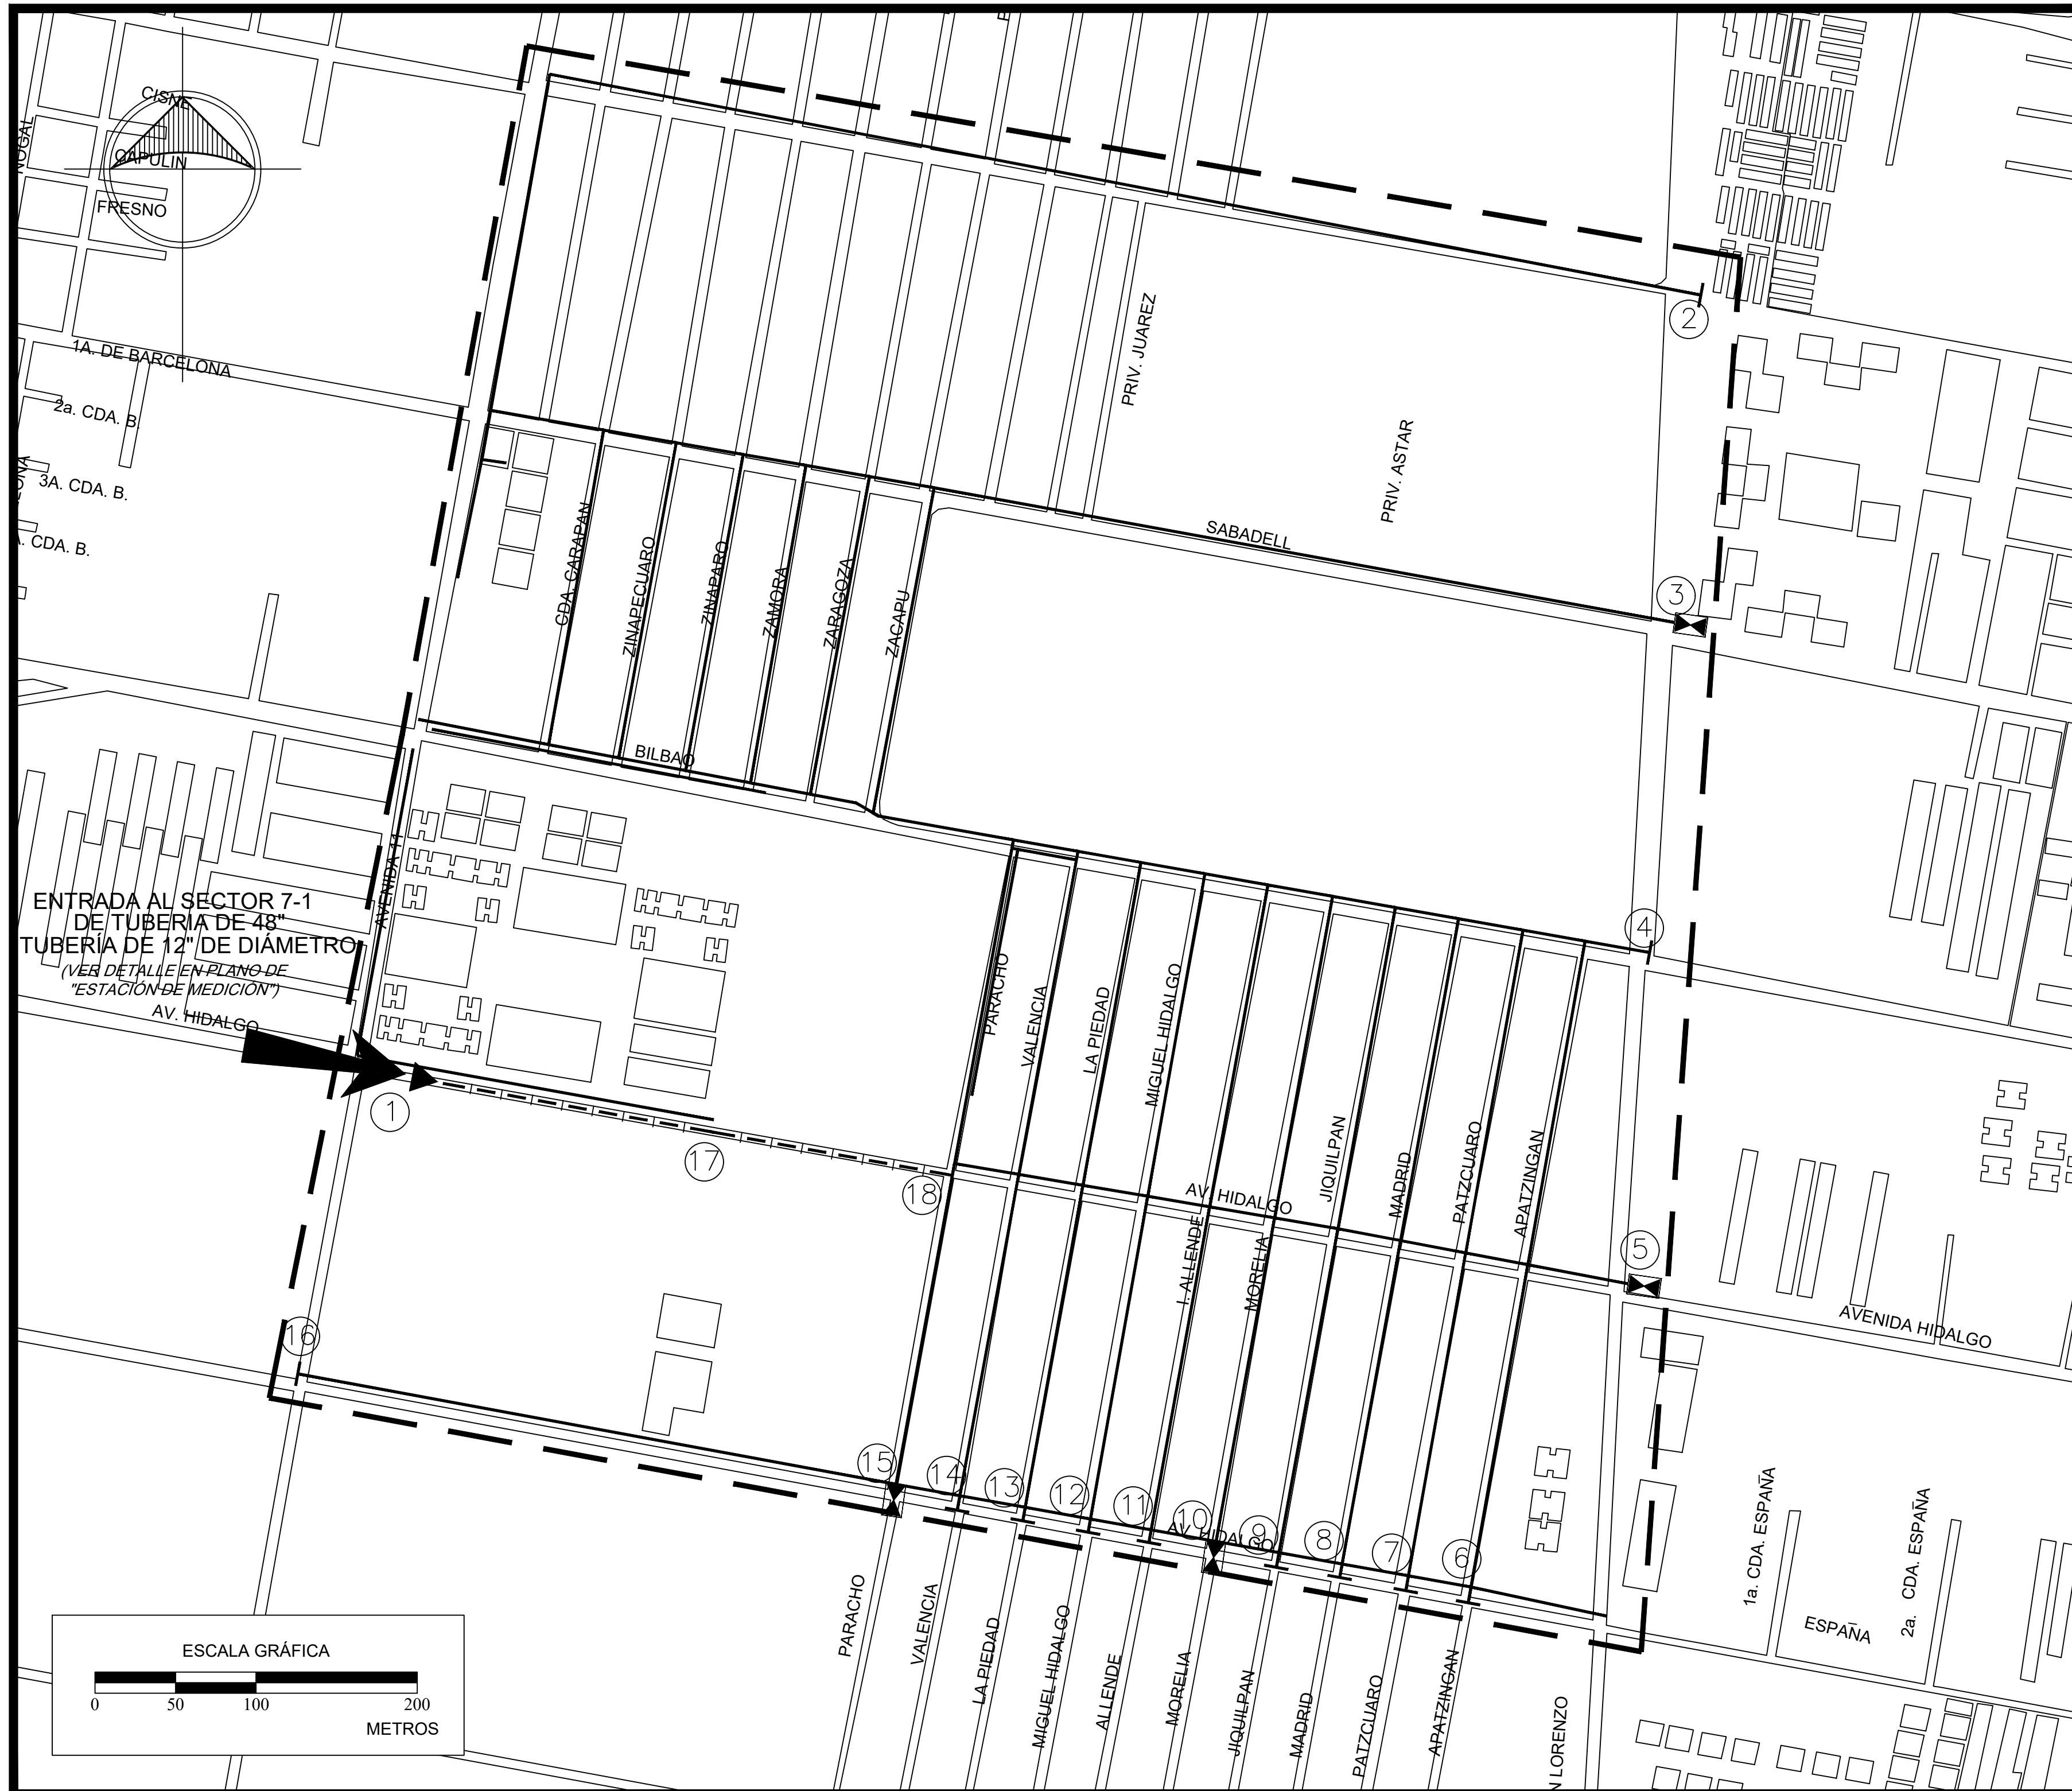 CISNE
NOGAL
CAPULIN
FRESNO
1A. DE BARCELONA
2a. CDA. B.
3A. CDA. B.
CDA. B.
PRIV. JUAREZ
PRIV. ASTAR
2
SABADELL
3
CDA. CARAPAN
ZINAPECUARO
ZINAPARO
ZAMORA
ZARAGOZA
ZACAPU
BILBAO
AVENIDA 11
ENTRADA AL SECTOR 7-1
DE TUBERIA DE 48"
TUBERÍA DE 12" DE DIÁMETRO
(VER DETALLE EN PLANO DE
"ESTACIÓN DE MEDICIÓN")
AV. HIDALGO
4
PARACHO
VALENCIA
LA PIEDAD
MIGUEL HIDALGO
JIQUILPAN
MADRID
PATZCUARO
APATZINGAN
1
17
18
AV. HIDALGO
I. ALLENDE
MORELIA
5
AVENIDA HIDALGO
16
15
14
13
12
11
10
9
8
7
6
AV. HIDALGO
1a. CDA. ESPAÑA
2a. CDA. ESPAÑA
ESPAÑA
PARACHO
VALENCIA
LA PIEDAD
MIGUEL HIDALGO
ALLENDE
MORELIA
JIQUILPAN
MADRID
PATZCUARO
APATZINGAN
N LORENZO
ESCALA GRÁFICA
0 50 100 200
METROS